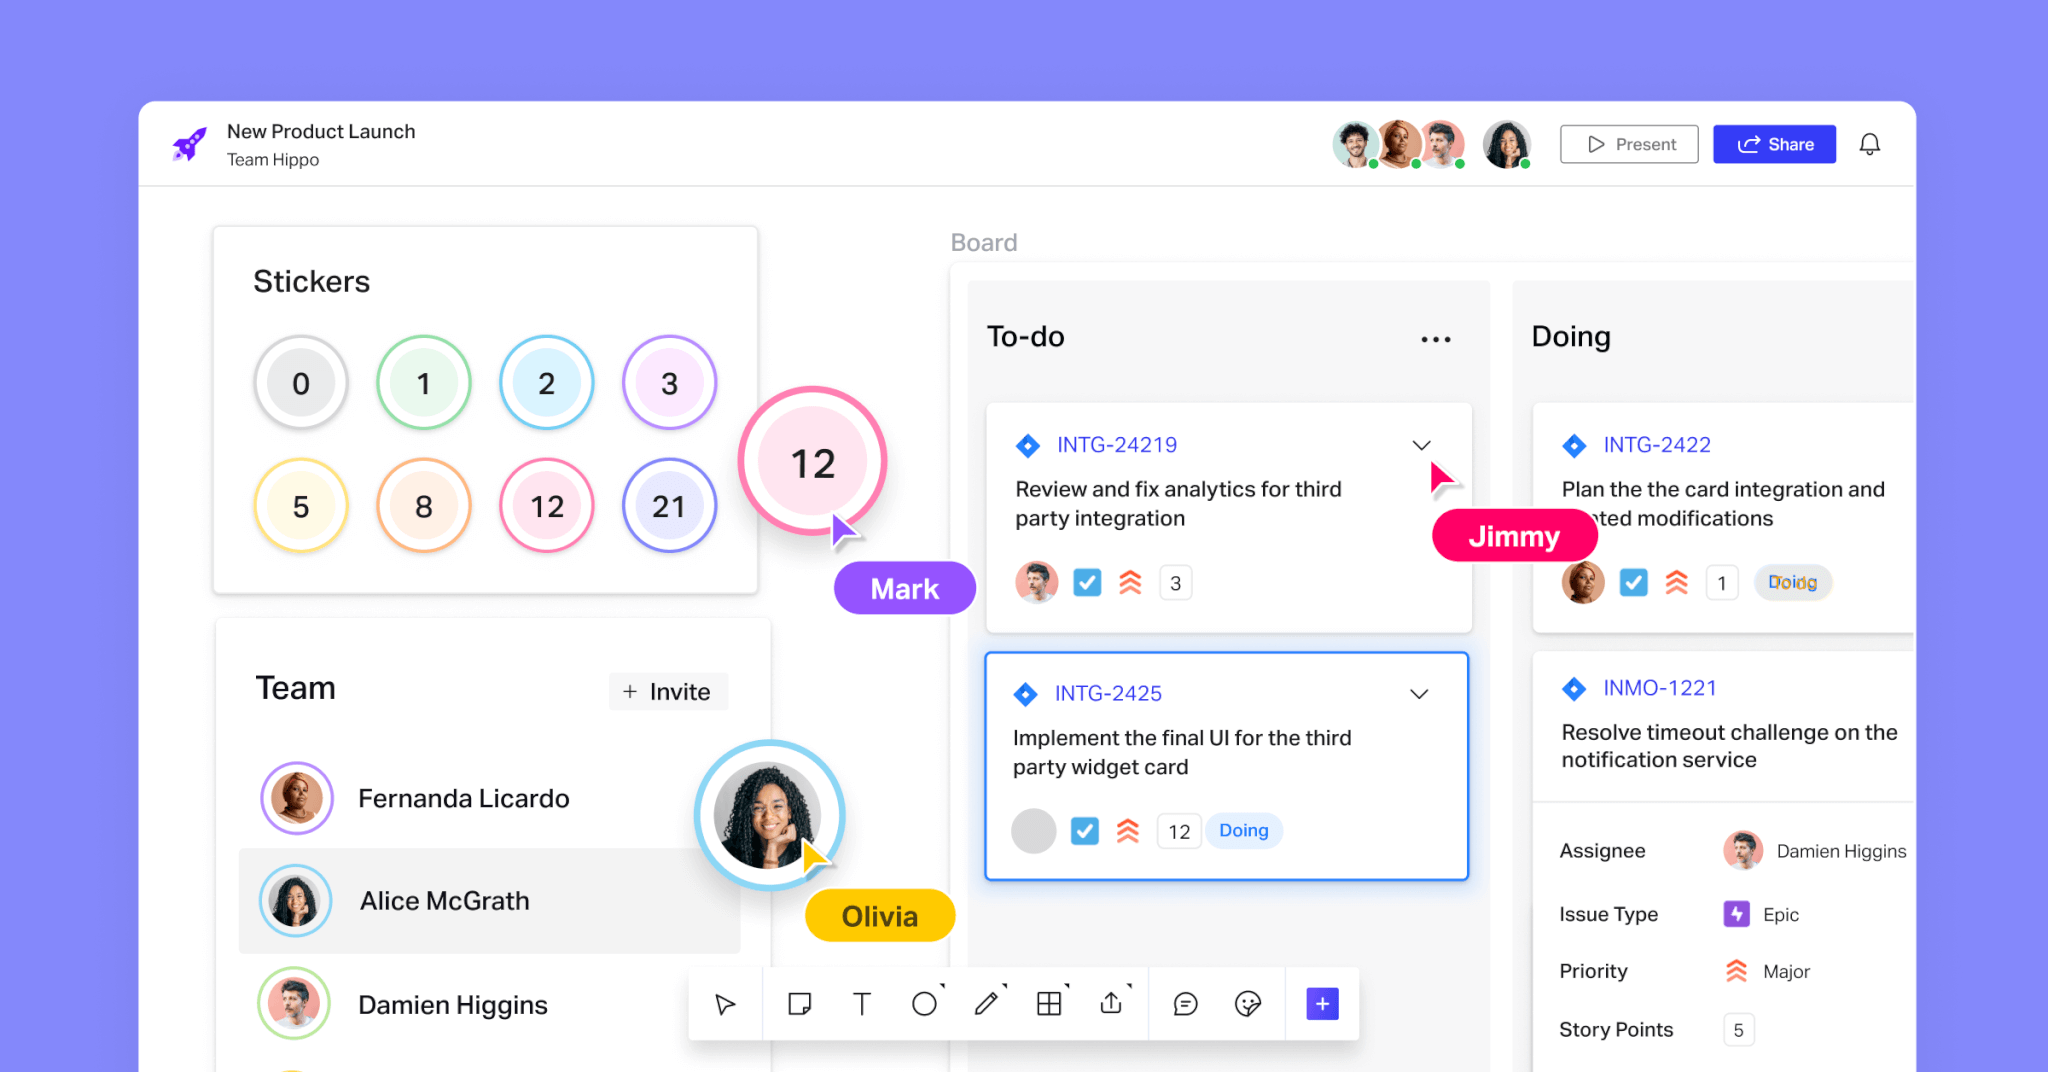 New Product Launch
Team Hippo
Present
Share
Stickers
0
1
2
3
5
8
12
21
12
Mark
Team
+ Invite
Fernanda Licardo
Alice McGrath
Damien Higgins
Olivia
Board
To-do
INTG-24219
Review and fix analytics for third
party integration
3
Jimmy
INTG-2425
Implement the final UI for the third
party widget card
12
Doing
Doing
INTG-2422
Plan the the card integration and
modifications
1
INMO-1221
Resolve timeout challenge on the
notification service
Assignee
Damien Higgins
Issue Type
Epic
Priority
Major
Story Points
5
T